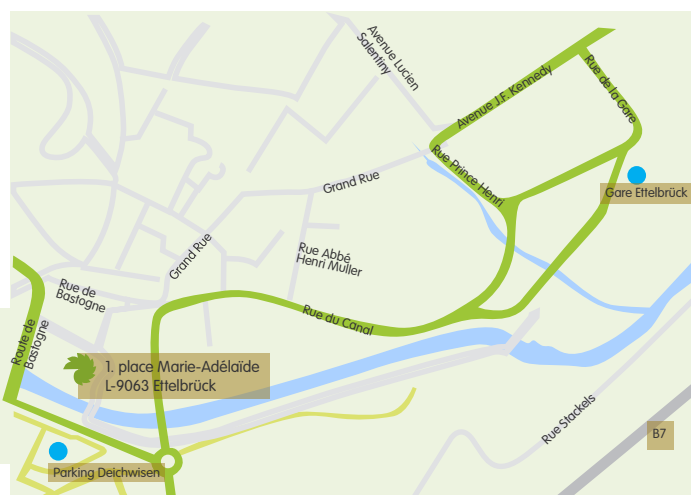 Avenue Lucien
Salentiny
Avenue J.F. Kennedy
Rue de la Gare
Rue Prince Henri
Gare Ettelbrück
Grand Rue
Grand Rue
Rue Abbé
Henri Muller
Rue de
Bastogne
Rue du Canal
Route de
Bastogne
1. place Marie-Adélaïde
L-9063 Ettelbrück
Rue Stackels
B7
Parking Deichwisen